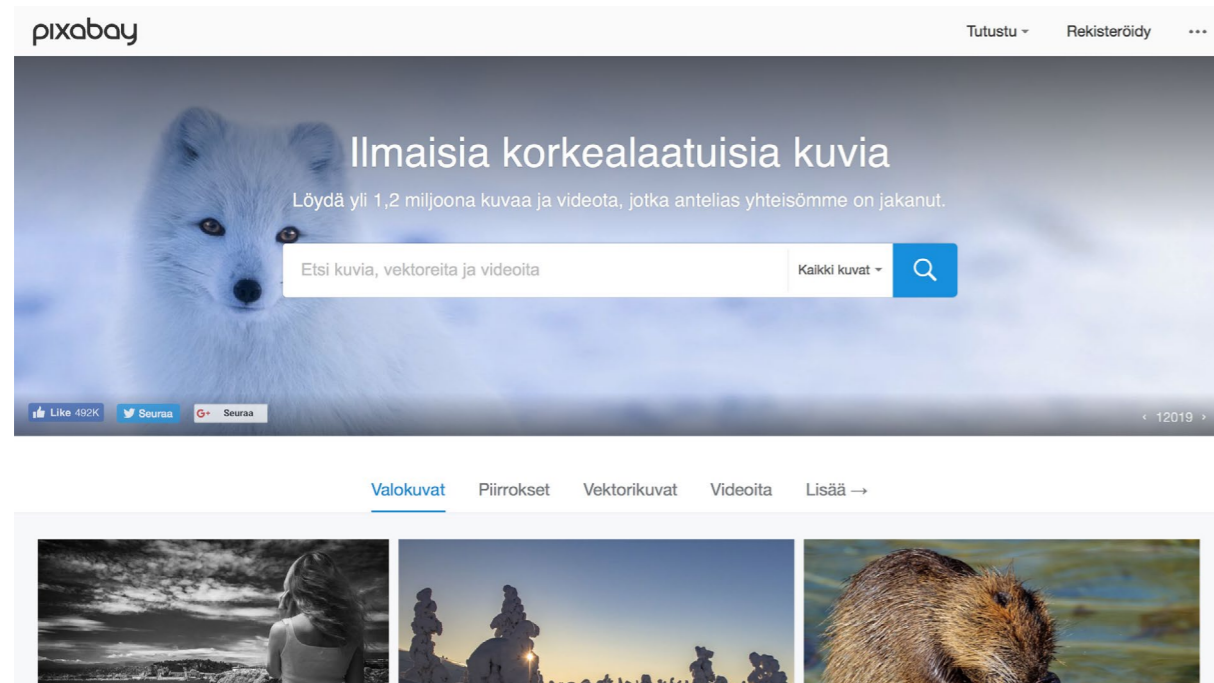 pixabay
Tutustu Rekisteröidy ...
Ilmaisia korkealaatuisia kuvia
Löydä yli 1,2 miljoona kuvaa ja videota, jotka antelias yhteisömme on jakanut.
Etsi kuvia, vektoreita ja videoita Kaikki kuvat
Like 492K Seuraa G+ Seuraa
‹ 12019 ›
Valokuvat Piirrokset Vektorikuvat Videoita Lisää →